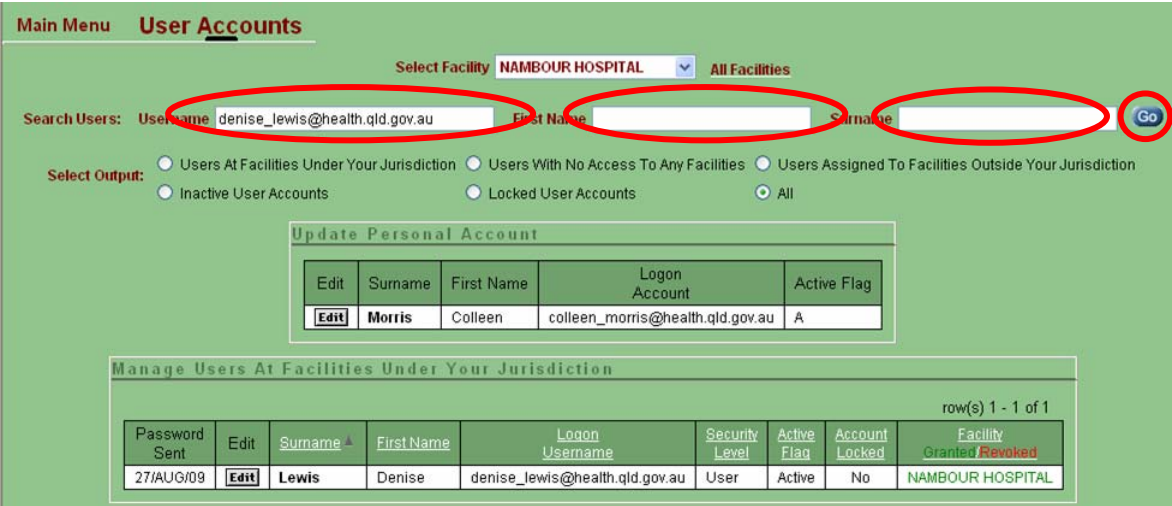 Main Menu User Accounts
Select Facility NAMBOUR HOSPITAL All Facilities
Search Users: Username denise_lewis@health.qld.gov.au First Name Surname Go
Select Output: Users At Facilities Under Your Jurisdiction Users With No Access To Any Facilities Users Assigned To Facilities Outside Your Jurisdiction
Inactive User Accounts Locked User Accounts All
Update Personal Account
Edit Surname First Name Logon Account Active Flag
Edit Morris Colleen colleen_morris@health.qld.gov.au A
Manage Users At Facilities Under Your Jurisdiction
row(s) 1 - 1 of 1
Password Sent Edit Surname First Name Logon Username Security Level Active Flag Account Locked Facility Granted/Revoked
27/AUG/09 Edit Lewis Denise denise_lewis@health.qld.gov.au User Active No NAMBOUR HOSPITAL